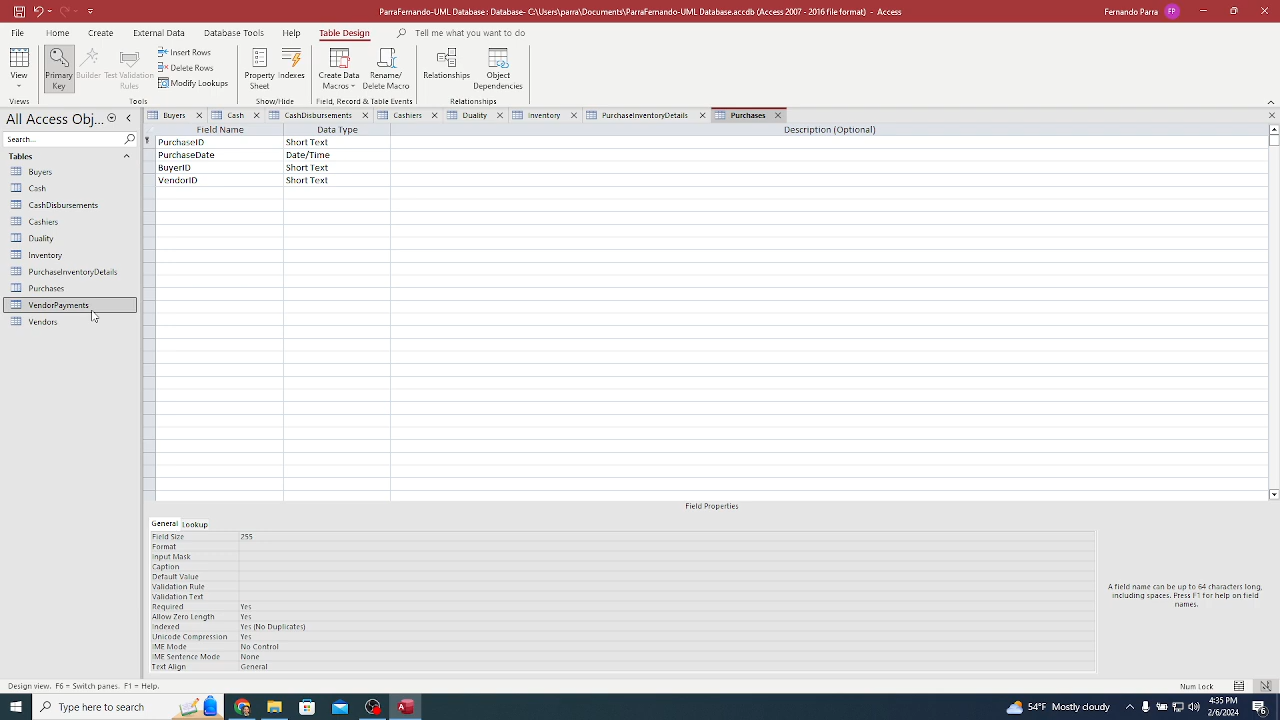 ParraFernando-UML Database : Database- C:\Users\parra\Documents\ParraFernando-UML Database.accdb (Access 2007 - 2016 file format) - Access
Fernando Parra FP
File Home Create External Data Database Tools Help Table Design Tell me what you want to do
View
Primary Key
Builder
Test Validation Rules
Insert Rows
Delete Rows
Modify Lookups
Property Sheet
Indexes
Create Data Macros
Rename/ Delete Macro
Relationships
Object Dependencies
Views Tools Show/Hide Field, Record & Table Events Relationships
All Access Obj...
Search...
Tables
Buyers
Cash
CashDisbursements
Cashiers
Duality
Inventory
PurchaseInventoryDetails
Purchases
VendorPayments
Vendors
Buyers Cash CashDisbursements Cashiers Duality Inventory PurchaseInventoryDetails Purchases
Field Name Data Type Description (Optional)
PurchaseID Short Text
PurchaseDate Date/Time
BuyerID Short Text
VendorID Short Text
Field Properties
General Lookup
Field Size 255
Format
Input Mask
Caption
Default Value
Validation Rule
Validation Text
Required Yes
Allow Zero Length Yes
Indexed Yes (No Duplicates)
Unicode Compression Yes
IME Mode No Control
IME Sentence Mode None
Text Align General
A field name can be up to 64 characters long,
including spaces. Press F1 for help on field
names.
Design view. F6 = Switch panes. F1 = Help.
Num Lock
Type here to search
54°F Mostly cloudy
4:35 PM
2/6/2024